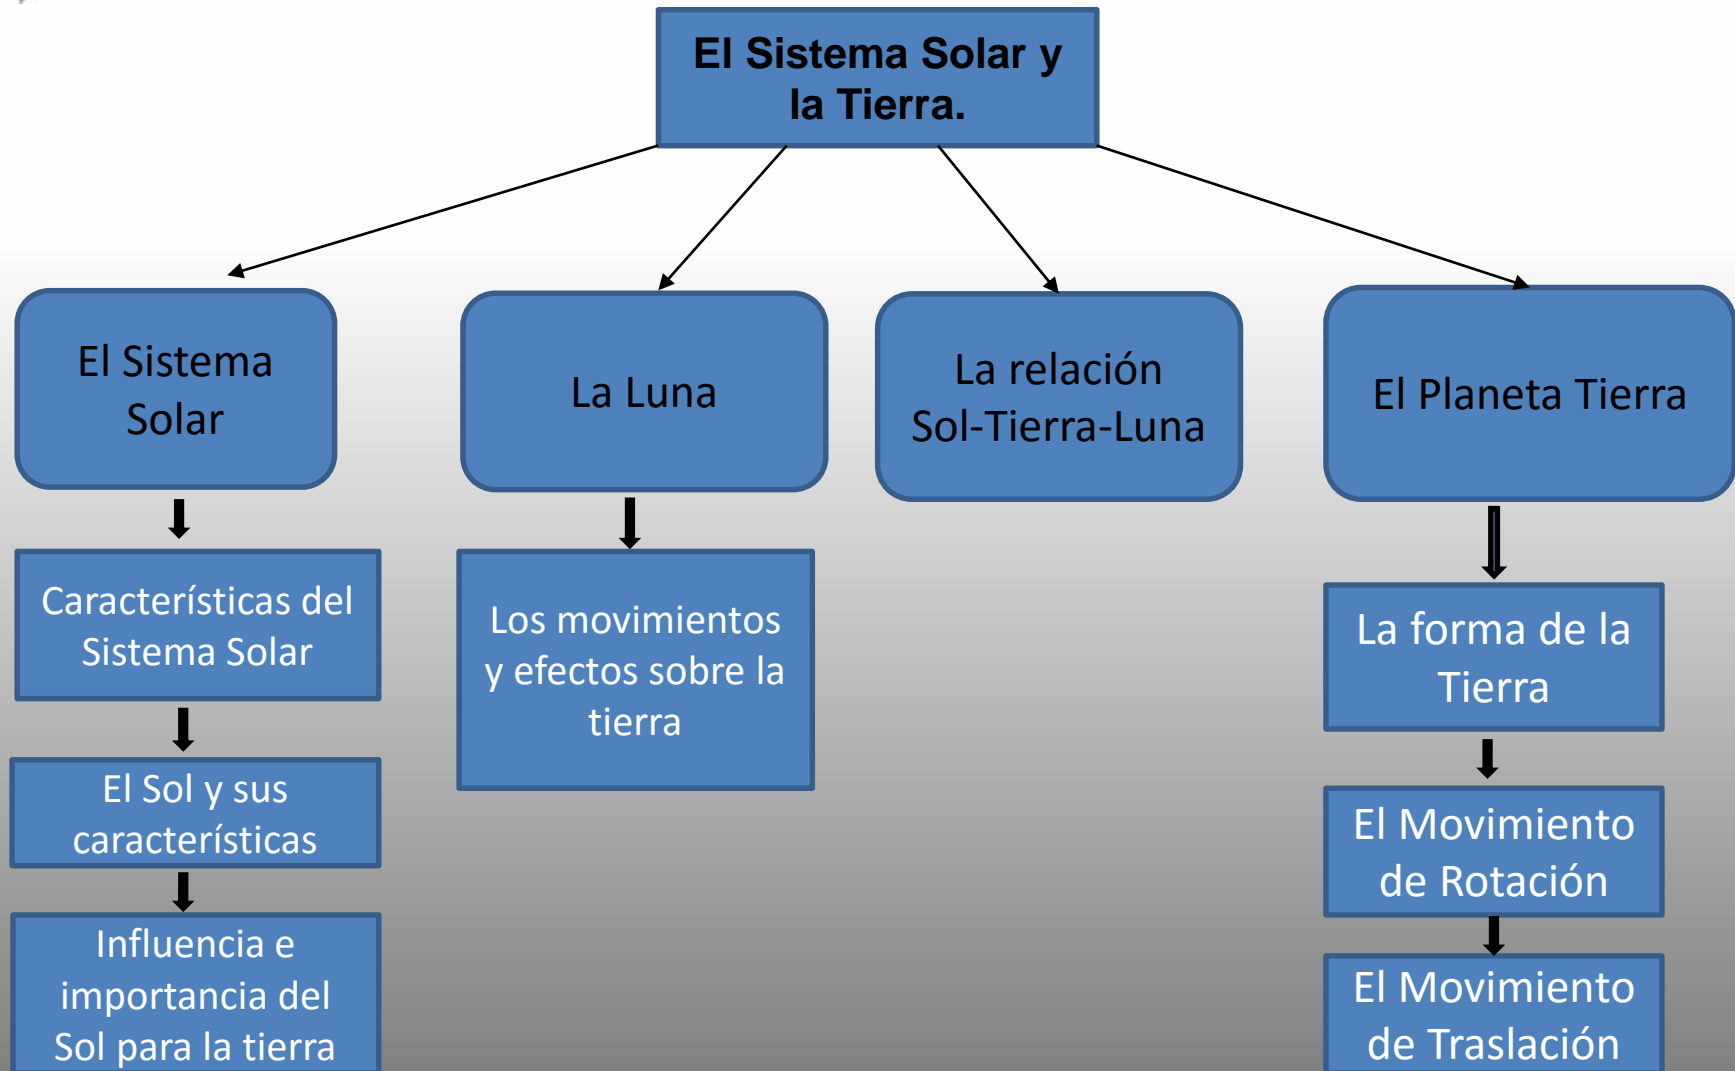 El Sistema Solar y
la Tierra.
El Sistema
Solar
La Luna
La relación
Sol-Tierra-Luna
El Planeta Tierra
Características del
Sistema Solar
El Sol y sus
características
Influencia e
importancia del
Sol para la tierra
Los movimientos
y efectos sobre la
tierra
La forma de la
Tierra
El Movimiento
de Rotación
El Movimiento
de Traslación